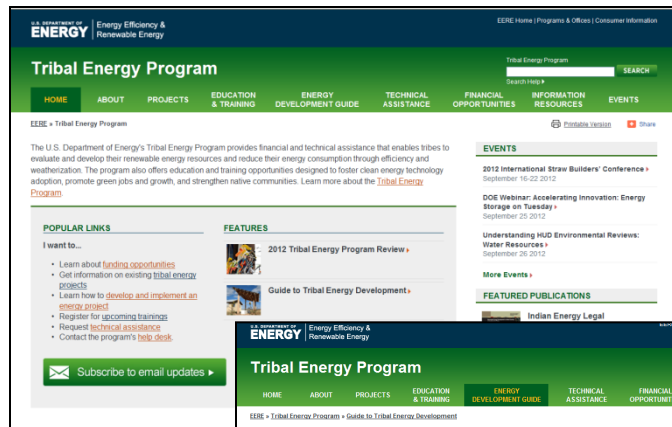 U.S. DEPARTMENT OF
ENERGY
Energy Efficiency &
Renewable Energy
EERE Home | Programs & Offices | Consumer Information
Tribal Energy Program
Tribal Energy Program
SEARCH
Search Help
HOME
ABOUT
PROJECTS
EDUCATION
& TRAINING
ENERGY
DEVELOPMENT GUIDE
TECHNICAL
ASSISTANCE
FINANCIAL
OPPORTUNITIES
INFORMATION
RESOURCES
EVENTS
EERE » Tribal Energy Program
Printable Version
Share
The U.S. Department of Energy's Tribal Energy Program provides financial and technical assistance that enables tribes to
evaluate and develop their renewable energy resources and reduce their energy consumption through efficiency and
weatherization. The program also offers education and training opportunities designed to foster clean energy technology
adoption, promote green jobs and growth, and strengthen native communities. Learn more about the Tribal Energy
Program.
POPULAR LINKS
I want to...
• Learn about funding opportunities
• Get information on existing tribal energy
projects
• Learn how to develop and implement an
energy project
• Register for upcoming trainings
• Request technical assistance
• Contact the program's help desk.
Subscribe to email updates
FEATURES
2012 Tribal Energy Program Review
Guide to Tribal Energy Development
EVENTS
2012 International Straw Builders' Conference
September 16-22 2012
DOE Webinar: Accelerating Innovation: Energy
Storage on Tuesday
September 25 2012
Understanding HUD Environmental Reviews:
Water Resources
September 26 2012
More Events
FEATURED PUBLICATIONS
Indian Energy Legal
U.S. DEPARTMENT OF
ENERGY
Energy Efficiency &
Renewable Energy
Tribal Energy Program
HOME
ABOUT
PROJECTS
EDUCATION
& TRAINING
ENERGY
DEVELOPMENT GUIDE
TECHNICAL
ASSISTANCE
FINANCIAL
OPPORTUNIT
EERE » Tribal Energy Program » Guide to Tribal Energy Development